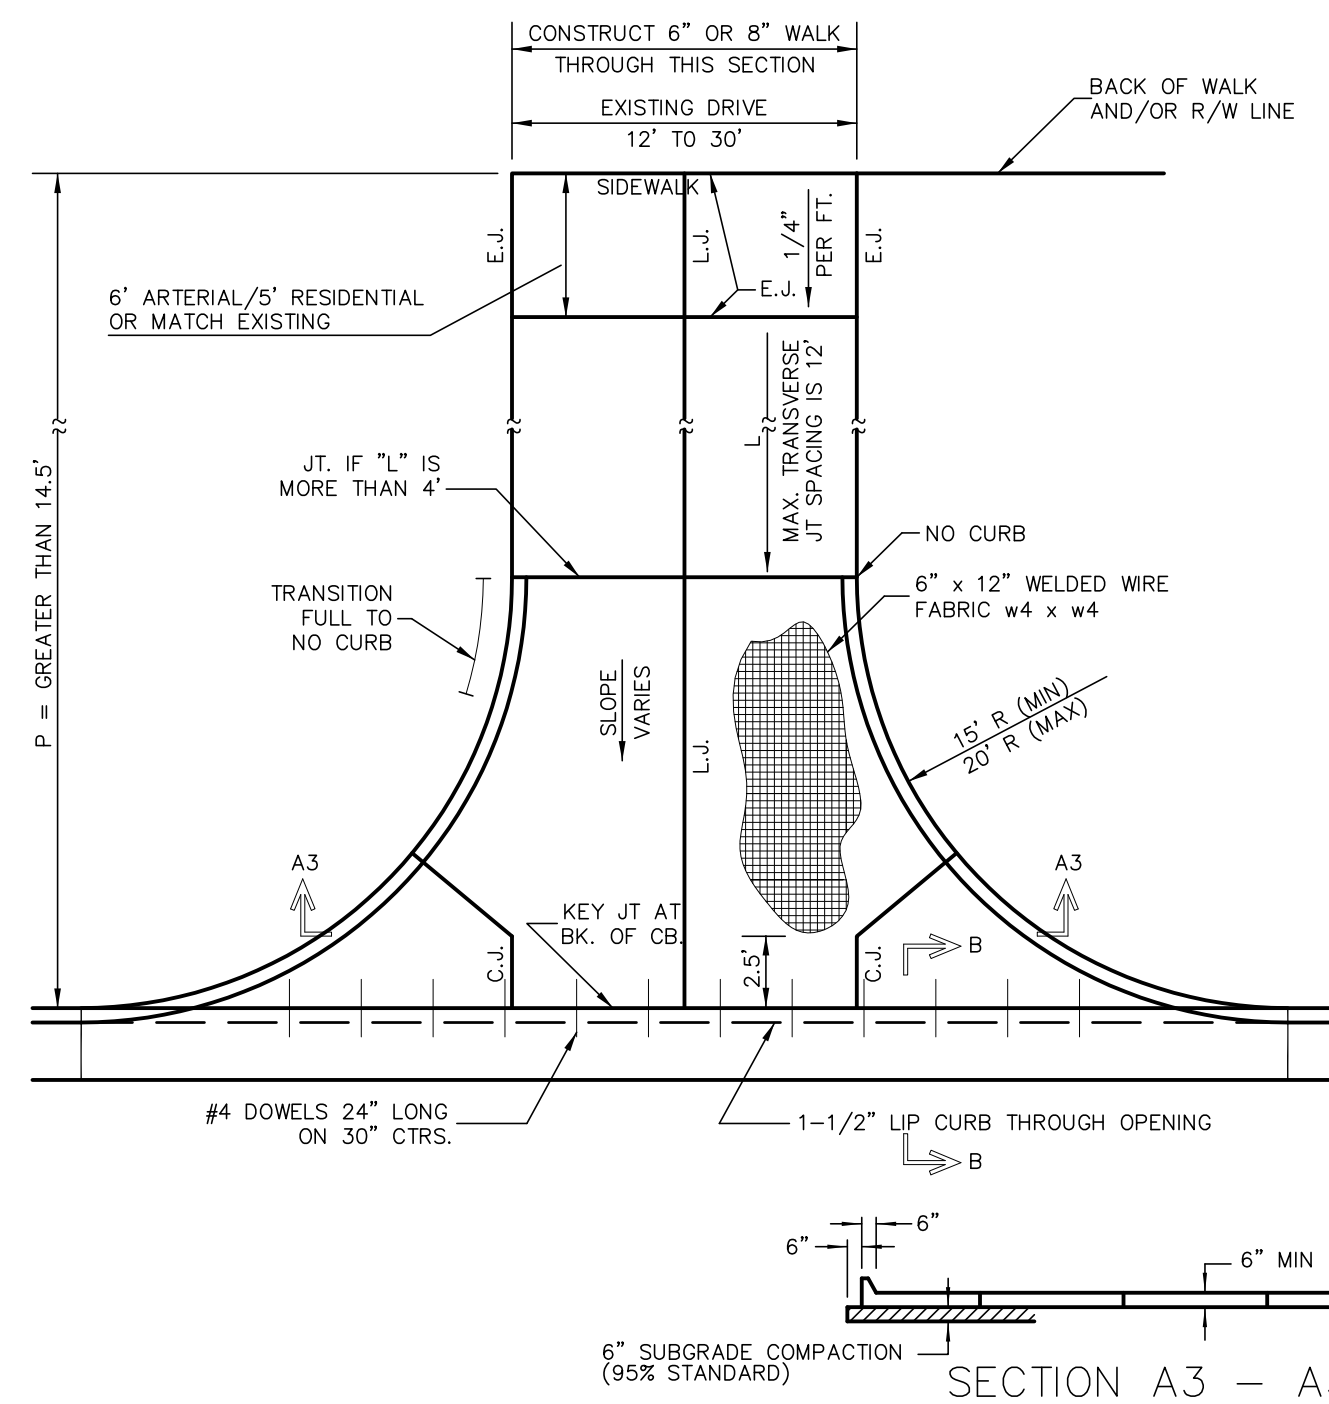 CONSTRUCT 6" OR 8" WALK
THROUGH THIS SECTION
EXISTING DRIVE
12' TO 30'
BACK OF WALK
AND/OR R/W LINE
SIDEWALK
E.J.
L.J.
1/4"
PER FT.
E.J.
E.J.
6' ARTERIAL/5' RESIDENTIAL
OR MATCH EXISTING
L
MAX. TRANSVERSE
JT SPACING IS 12'
P = GREATER THAN 14.5'
JT. IF "L" IS
MORE THAN 4'
NO CURB
TRANSITION
FULL TO
NO CURB
6" x 12" WELDED WIRE
FABRIC w4 x w4
SLOPE
VARIES
L.J.
15' R (MIN)
20' R (MAX)
A3
A3
KEY JT AT
BK. OF CB.
C.J.
2.5'
C.J.
B
#4 DOWELS 24" LONG
ON 30" CTRS.
1-1/2" LIP CURB THROUGH OPENING
B
6"
6"
6" MIN
6" SUBGRADE COMPACTION
(95% STANDARD)
SECTION A3 -